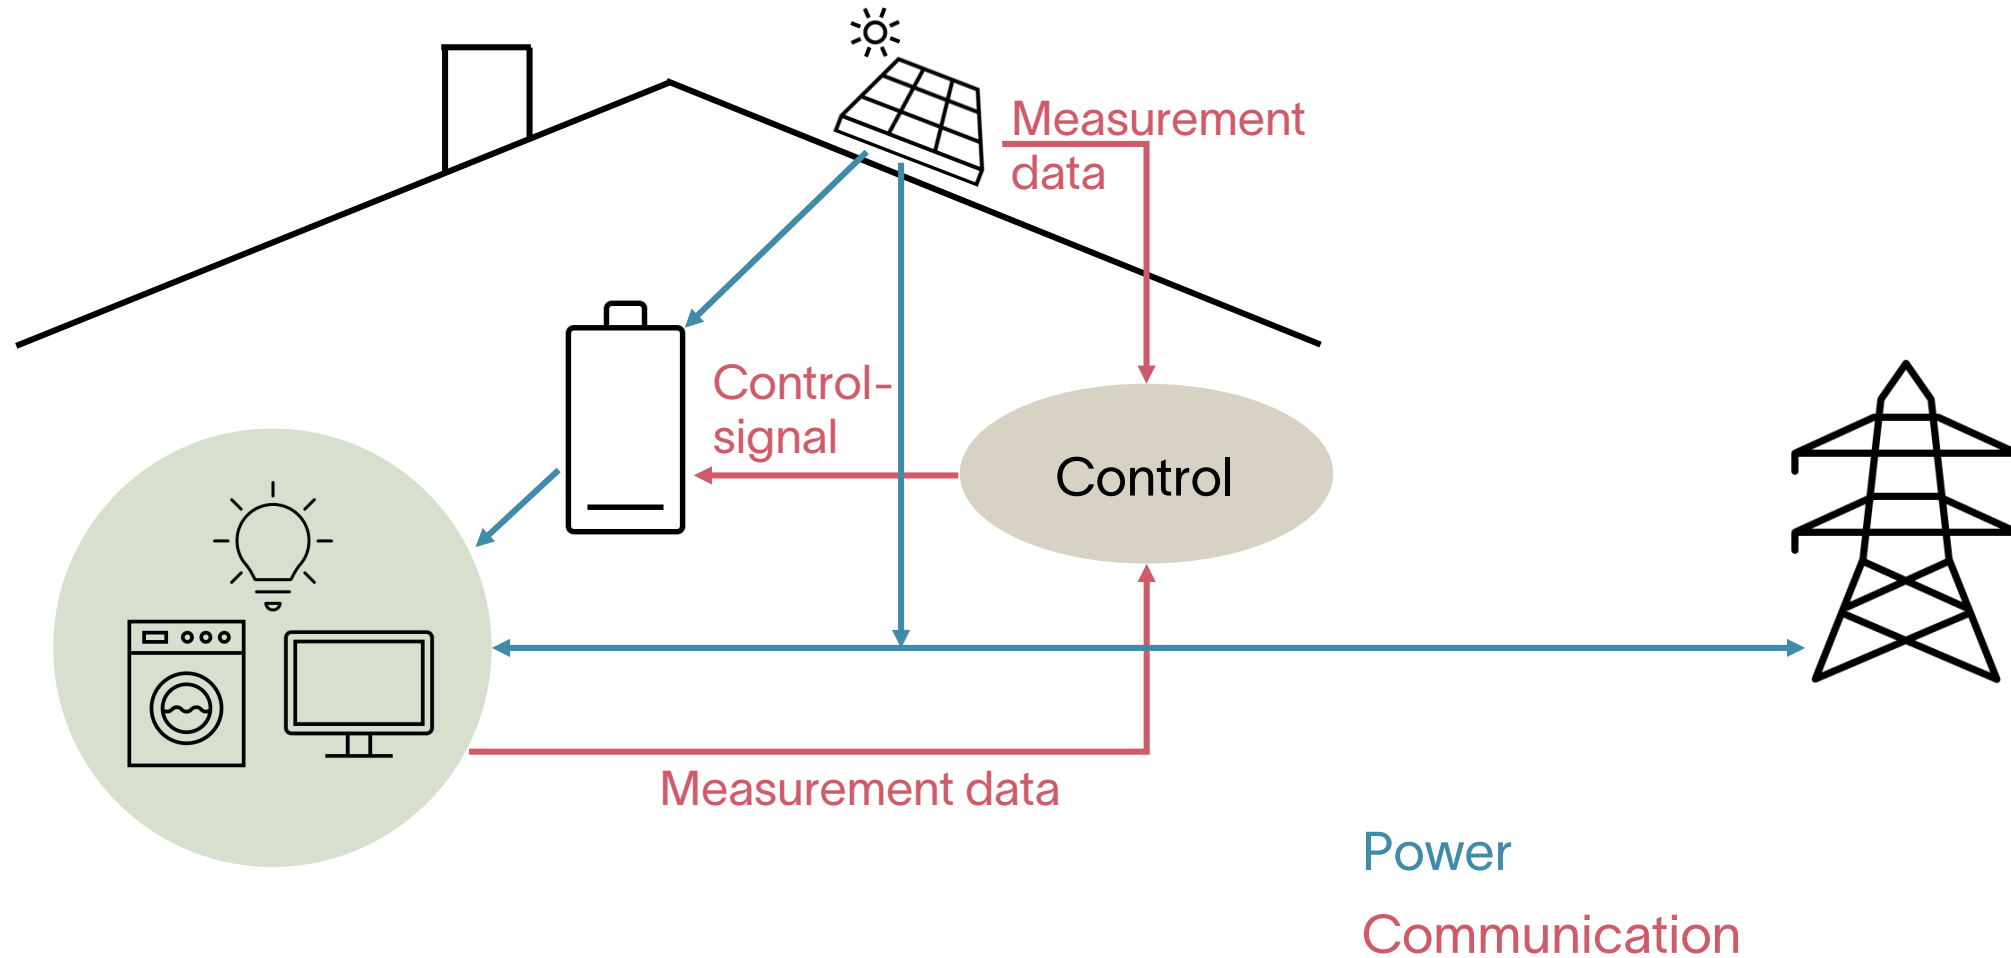 Measurement
data
Control-
signal
Control
Measurement data
Power
Communication